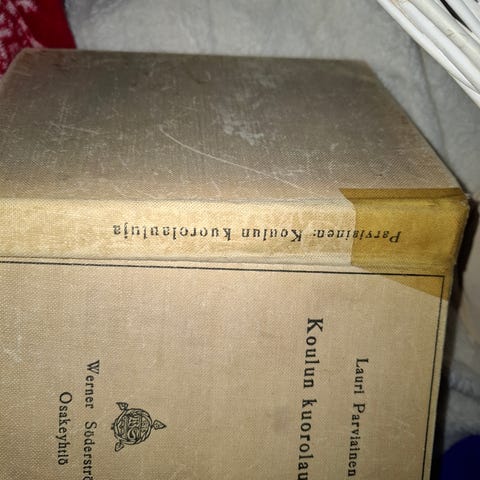 Parviainen: Koulun kuorolauluja
Lauri Parviainen
Koulun kuorolau
Werner Söderströ
Osakeyhtiö